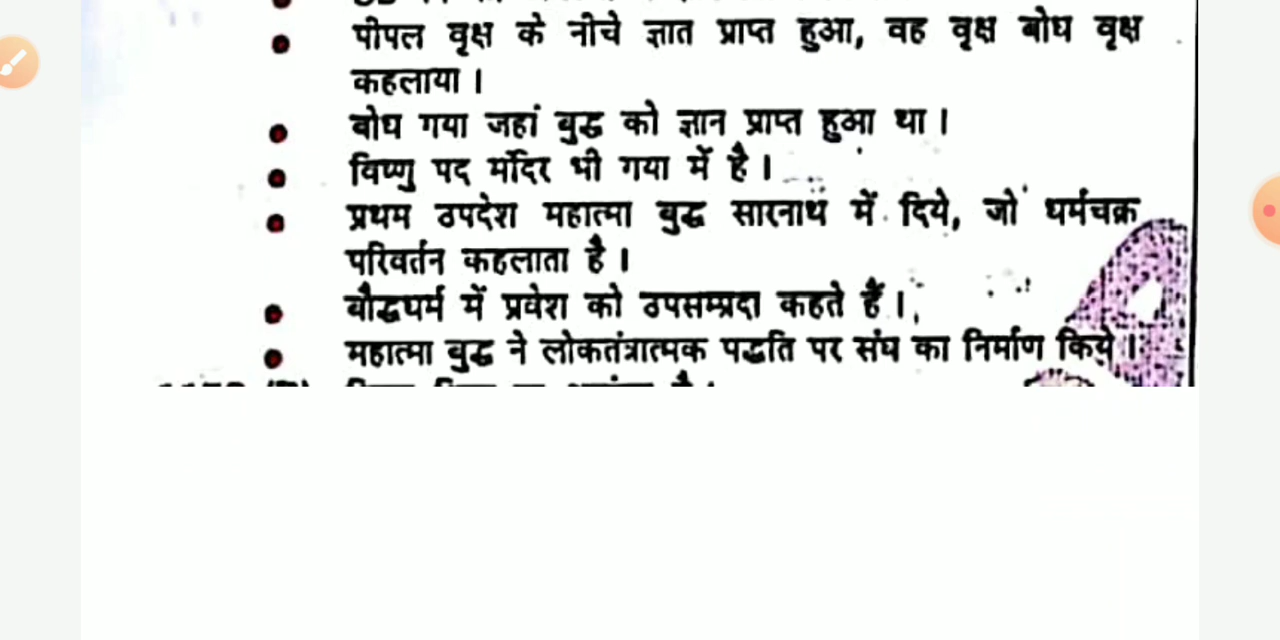 पीपल वृक्ष के नीचे ज्ञात प्राप्त हुआ, वह वृक्ष बोध वृक्ष
कहलाया।
बोध गया जहां बुद्ध को ज्ञान प्राप्त हुआ था।
विष्णु पद मंदिर भी गया में है।
प्रथम उपदेश महात्मा बुद्ध सारनाथ में दिये, जो धर्मचक्र
परिवर्तन कहलाता है।
बौद्धधर्म में प्रवेश को उपसम्प्रदा कहते हैं।
महात्मा बुद्ध ने लोकतंत्रात्मक पद्धति पर संघ का निर्माण किये।